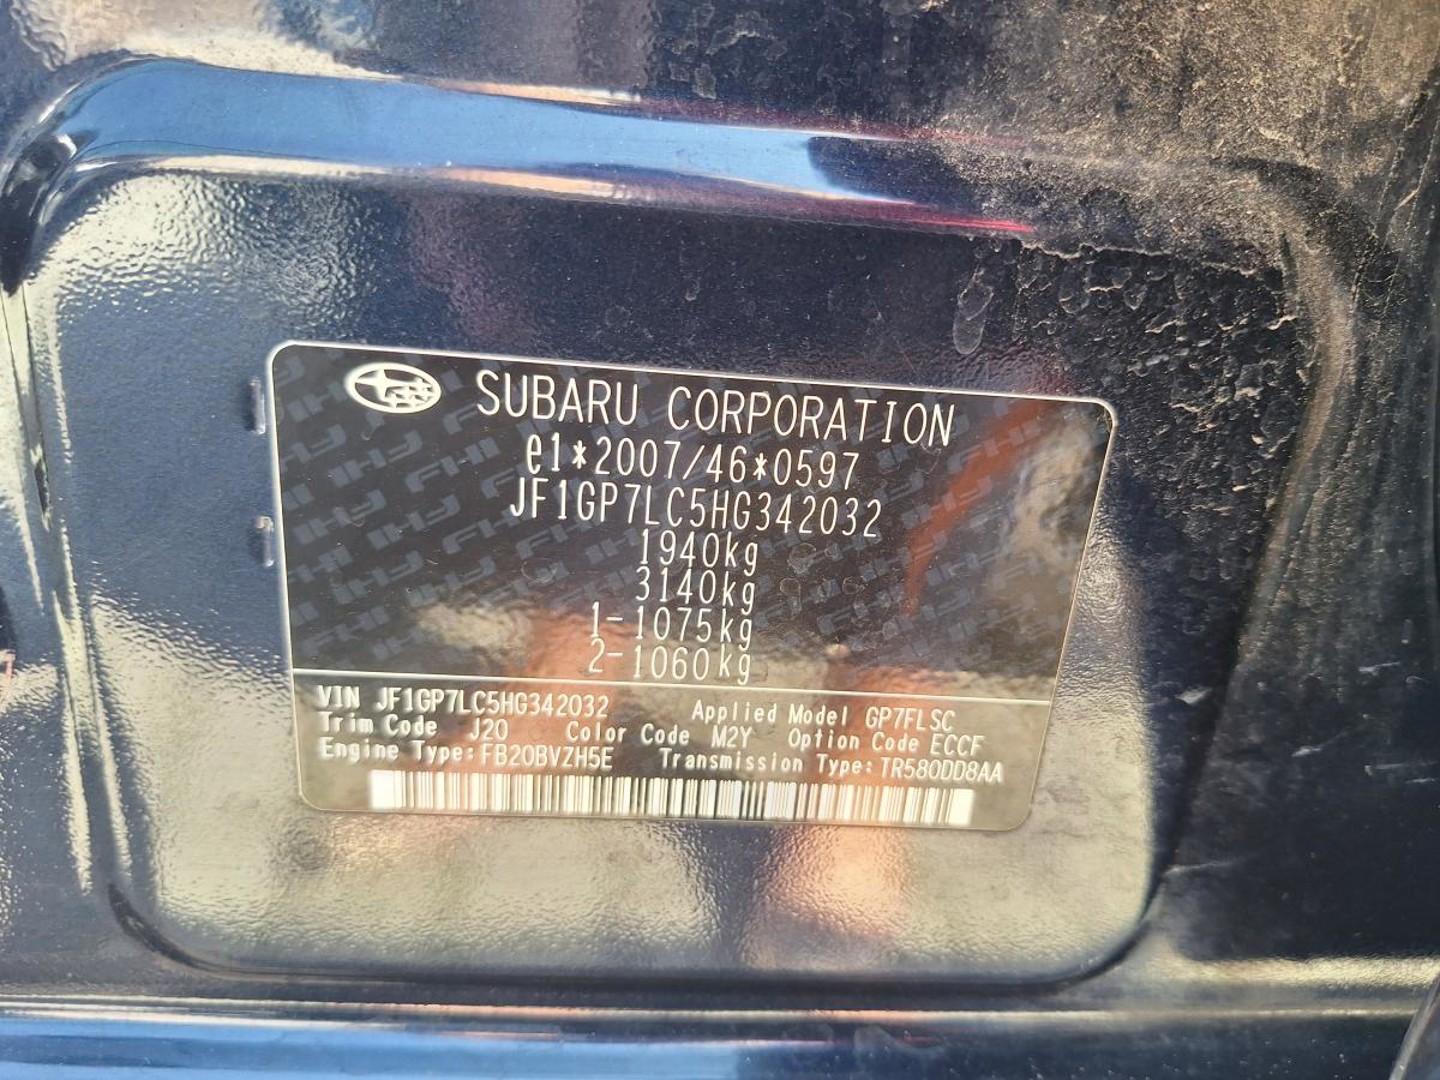 SUBARU CORPORATION
e1*2007/46*0597
JF1GP7LC5HG342032
1940kg
3140kg
1-1075kg
2-1060kg
VIN JF1GP7LC5HG342032 Applied Model GP7FLSC
Trim Code J20 Color Code M2Y Option Code ECCF
Engine Type:FB20BVZH5E Transmission Type:TR580DD8AA